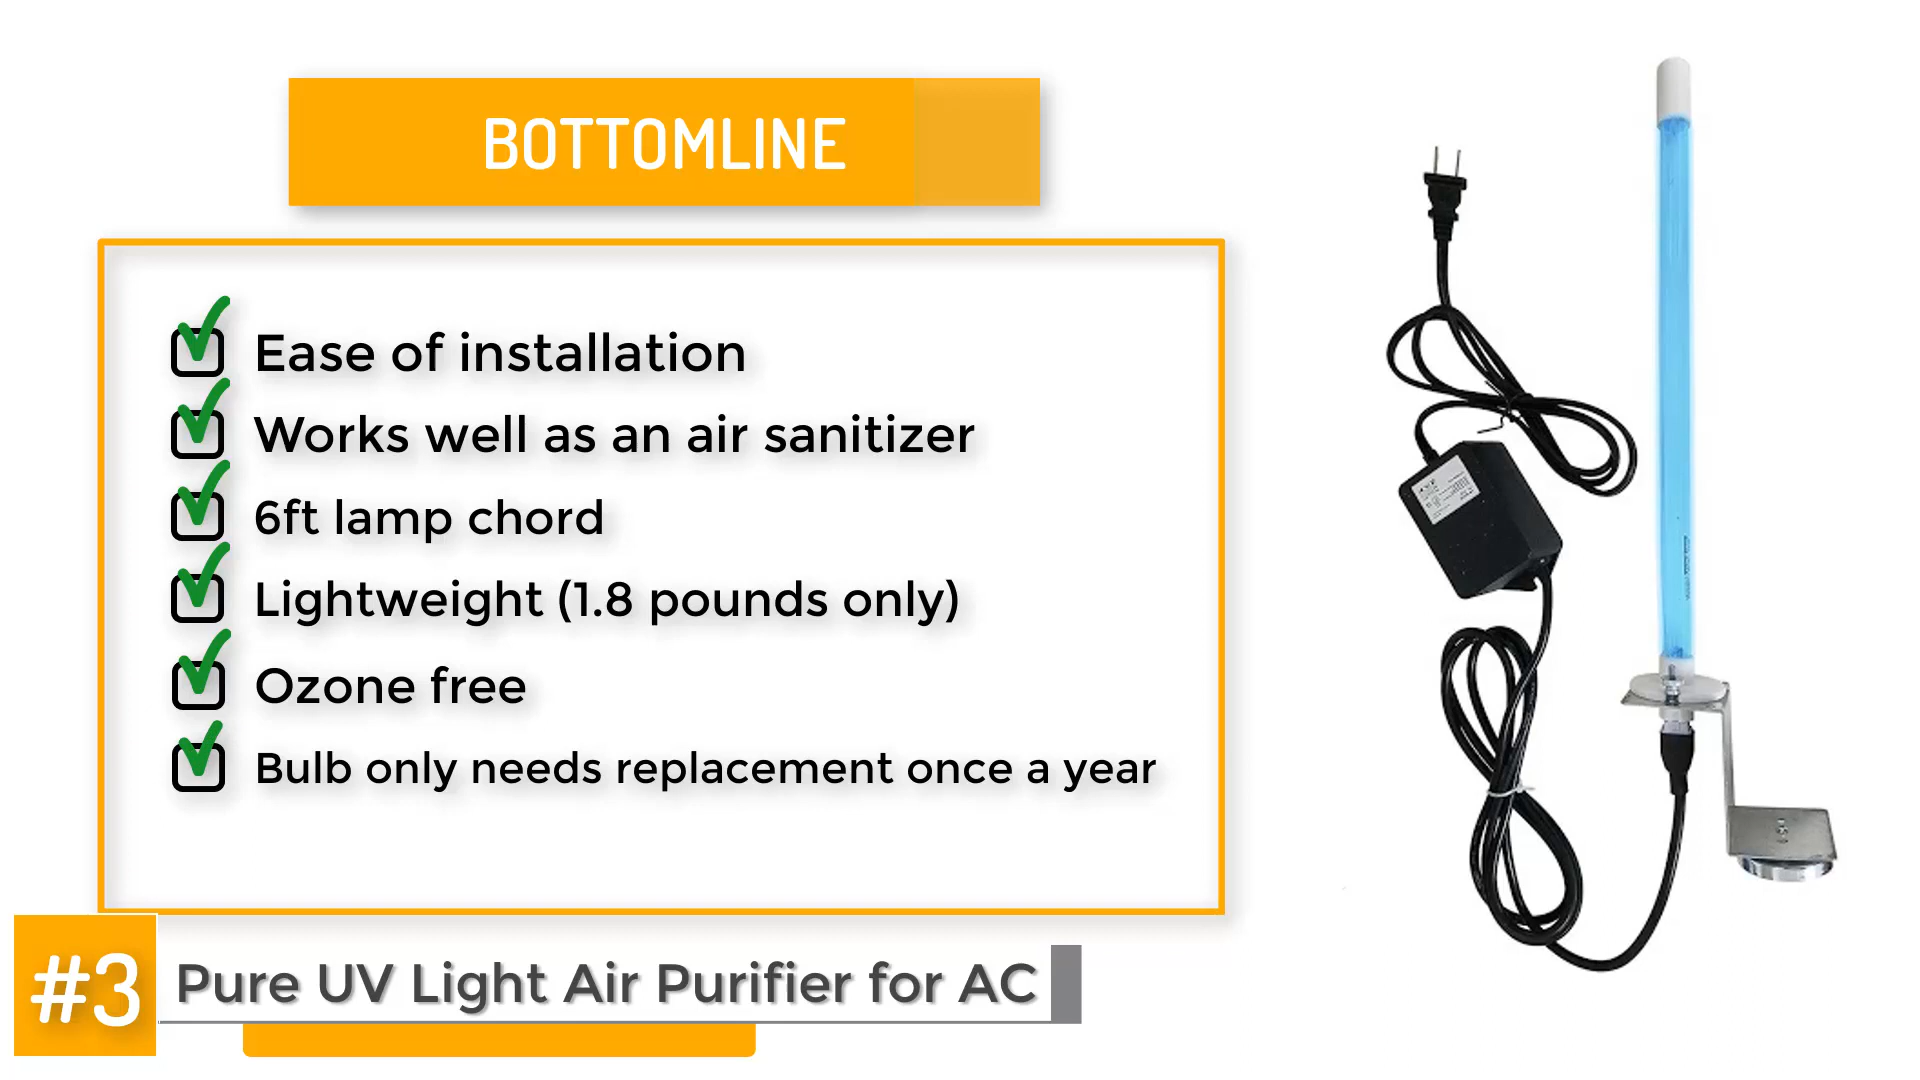 BOTTOMLINE
Ease of installation
Works well as an air sanitizer
6ft lamp chord
Lightweight (1.8 pounds only)
Ozone free
Bulb only needs replacement once a year
#3
Pure UV Light Air Purifier for AC